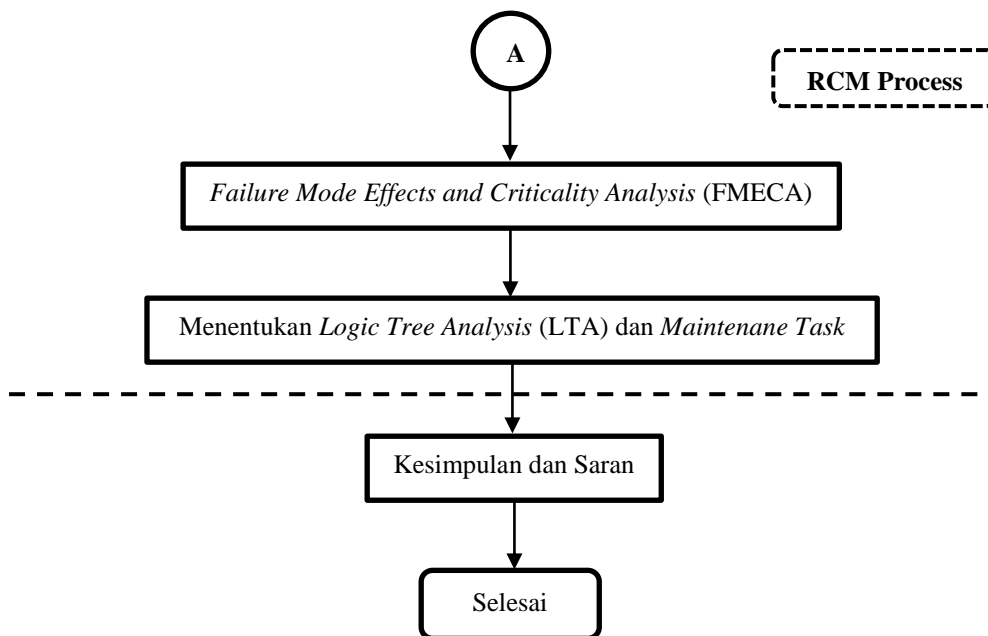 A
RCM Process
Failure Mode Effects and Criticality Analysis (FMECA)
Menentukan Logic Tree Analysis (LTA) dan Maintenane Task
Kesimpulan dan Saran
Selesai